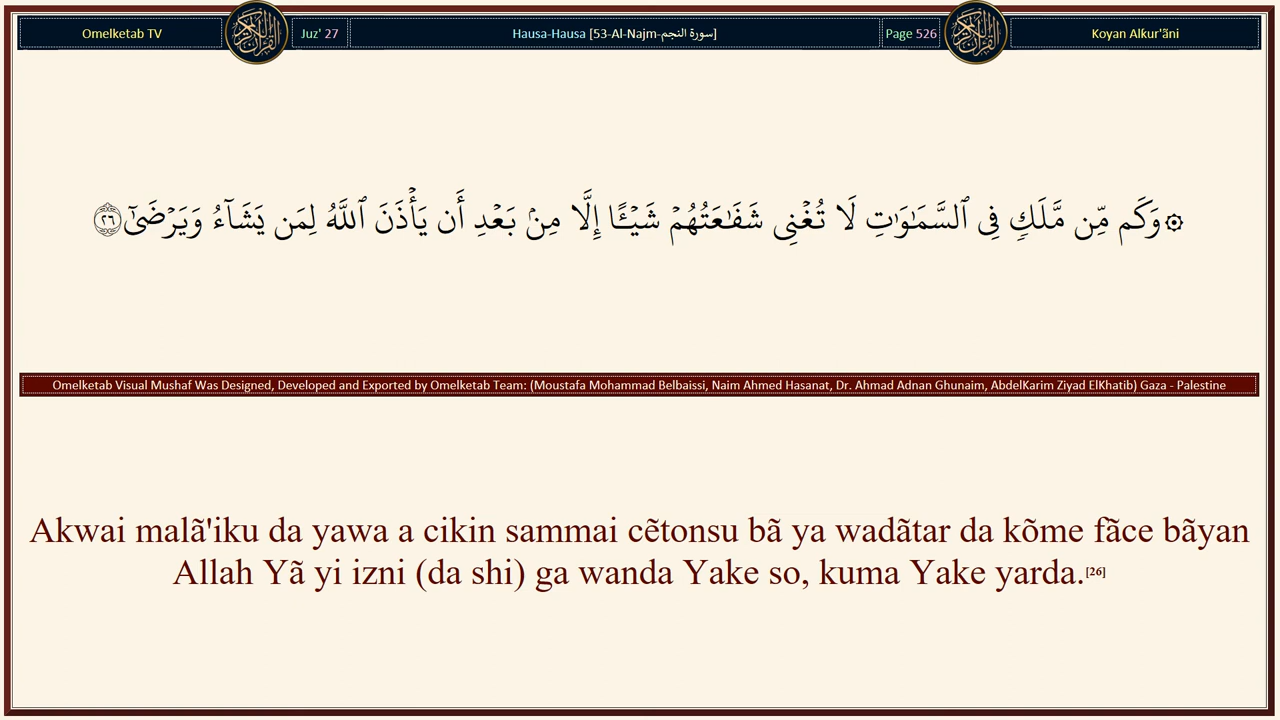 Omelketab TV
Juz' 27
Hausa-Hausa [53-Al-Najm-سورة النجم]
Page 526
Koyan Alƙur'ãni
۞ وَكَم مِّن مَّلَكٍۢ فِى ٱلسَّمَٰوَٰتِ لَا تُغْنِى شَفَٰعَتُهُمْ شَيْـًٔا إِلَّا مِنۢ بَعْدِ أَن يَأْذَنَ ٱللَّهُ لِمَن يَشَآءُ وَيَرْضَىٰٓ ٢٦
Omelketab Visual Mushaf Was Designed, Developed and Exported by Omelketab Team: (Moustafa Mohammad Belbaissi, Naim Ahmed Hasanat, Dr. Ahmad Adnan Ghunaim, AbdelKarim Ziyad ElKhatib) Gaza - Palestine
Akwai malã'iku da yawa a cikin sammai cẽtonsu bã ya wadãtar da kõme fãce bãyan
Allah Yã yi izni (da shi) ga wanda Yake so, kuma Yake yarda.[26]